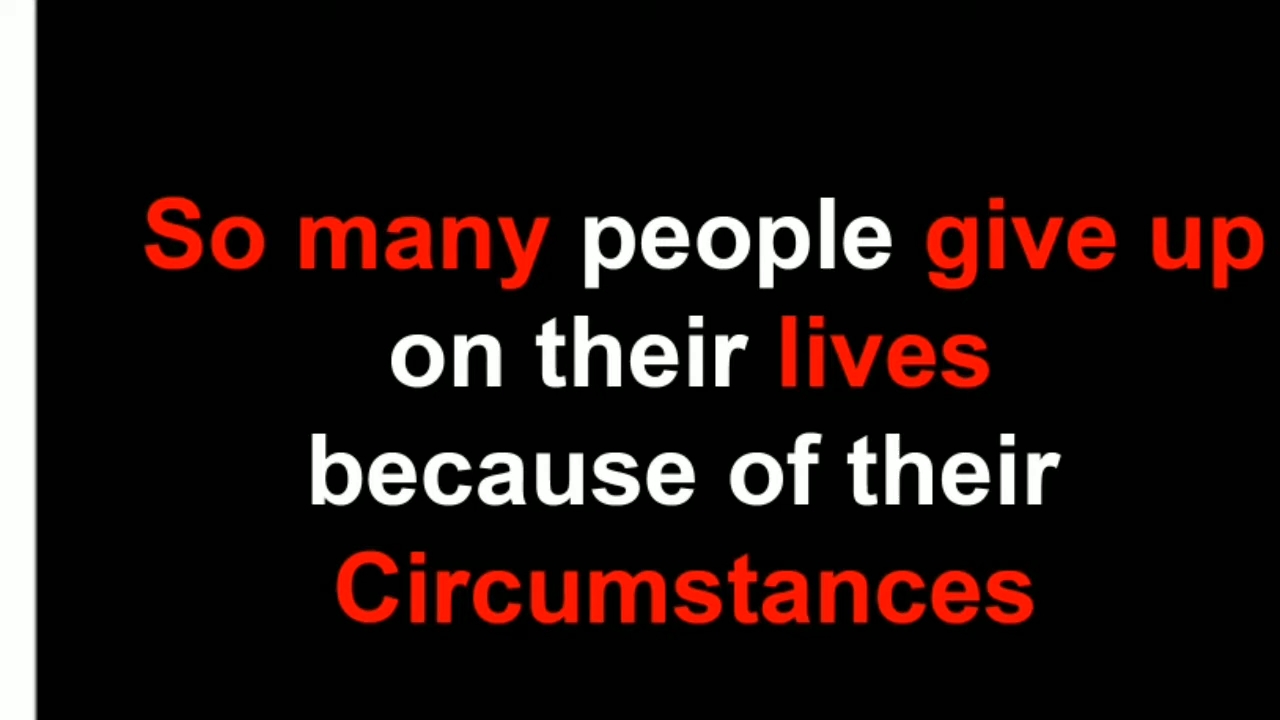 So many people give up
on their lives
because of their
Circumstances